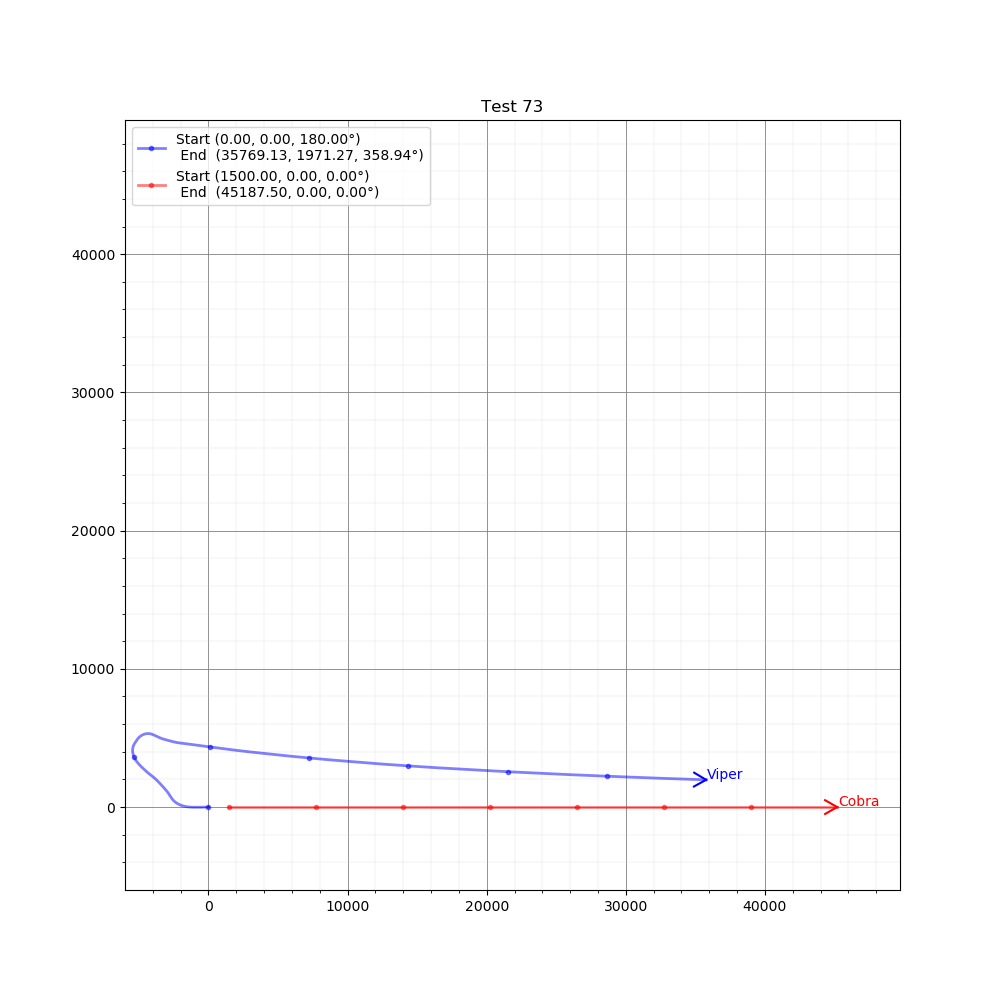 Test 73
Start (0.00, 0.00, 180.00°)
End  (35769.13, 1971.27, 358.94°)
Start (1500.00, 0.00, 0.00°)
End  (45187.50, 0.00, 0.00°)
40000
30000
20000
10000
0
Viper
Cobra
0
10000
20000
30000
40000